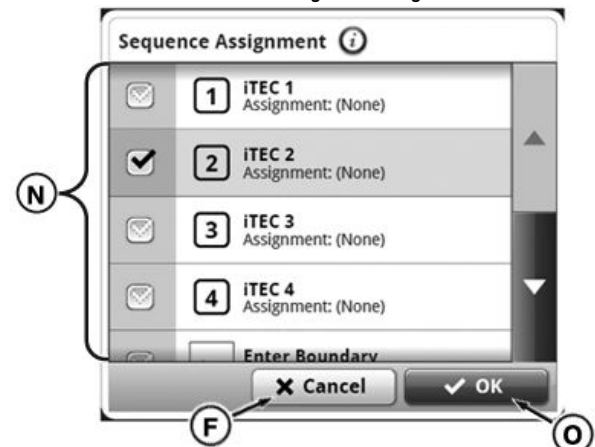 Sequence Assignment i
1 iTEC 1
Assignment: (None)
2 iTEC 2
Assignment: (None)
N
3 iTEC 3
Assignment: (None)
4 iTEC 4
Assignment: (None)
Enter Boundary
Cancel OK
F O